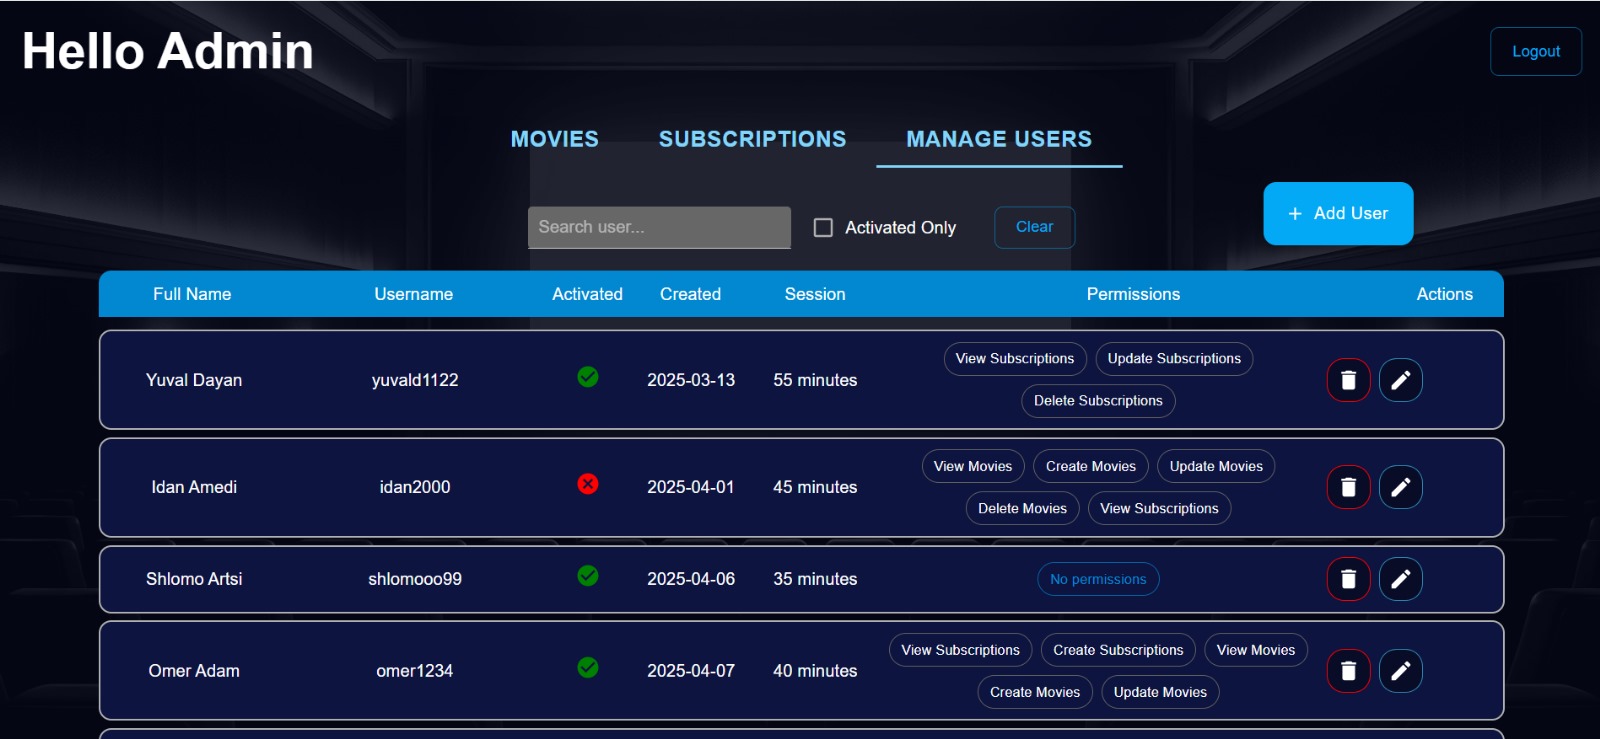 Hello Admin
Logout
MOVIES SUBSCRIPTIONS MANAGE USERS
Search user... Activated Only Clear + Add User
Full Name Username Activated Created Session Permissions Actions
View Subscriptions Update Subscriptions
Yuval Dayan yuvald1122 2025-03-13 55 minutes
Delete Subscriptions
View Movies Create Movies Update Movies
Idan Amedi idan2000 2025-04-01 45 minutes
Delete Movies View Subscriptions
Shlomo Artsi shlomooo99 2025-04-06 35 minutes No permissions
View Subscriptions Create Subscriptions View Movies
Omer Adam omer1234 2025-04-07 40 minutes
Create Movies Update Movies